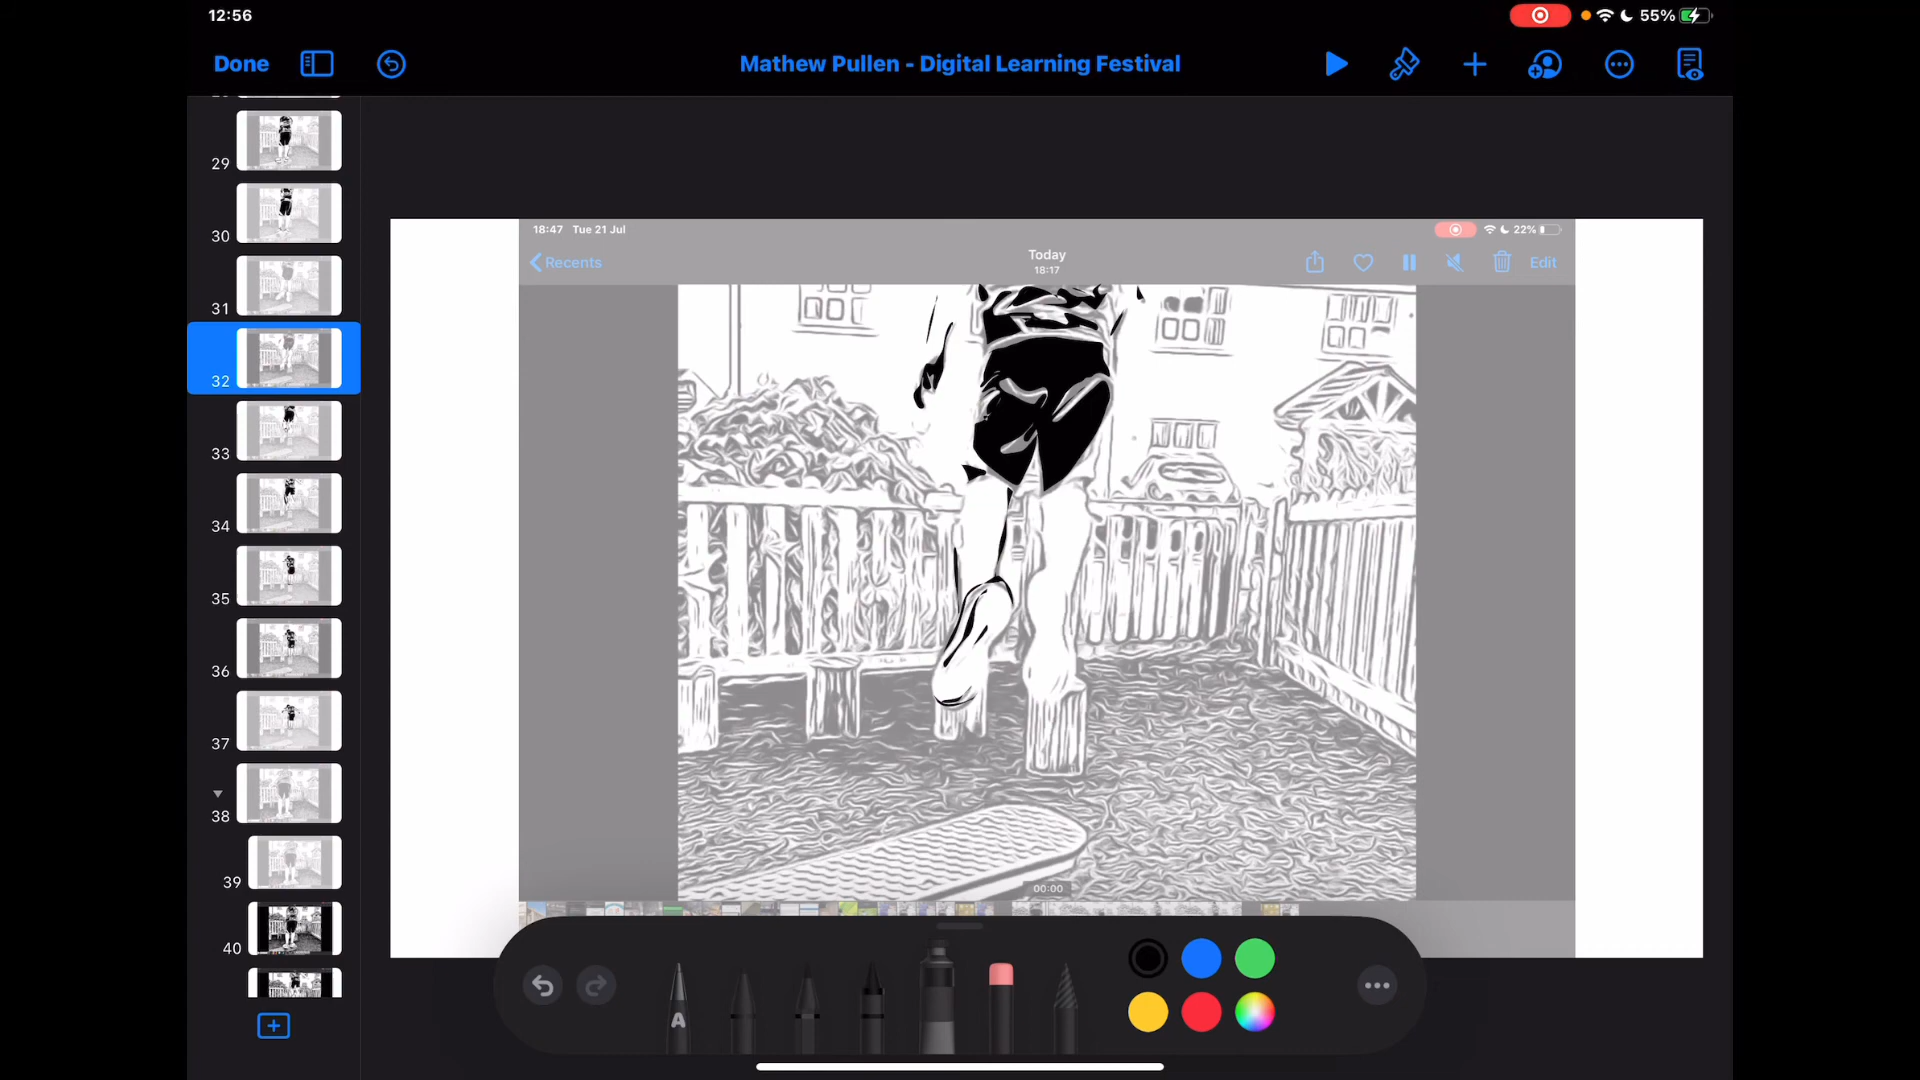 12:56
55%
Done
Mathew Pullen - Digital Learning Festival
29
30
31
32
33
34
35
36
37
38
39
40
18:47 Tue 21 Jul
22%
Recents
Today
18:17
Edit
00:00
A